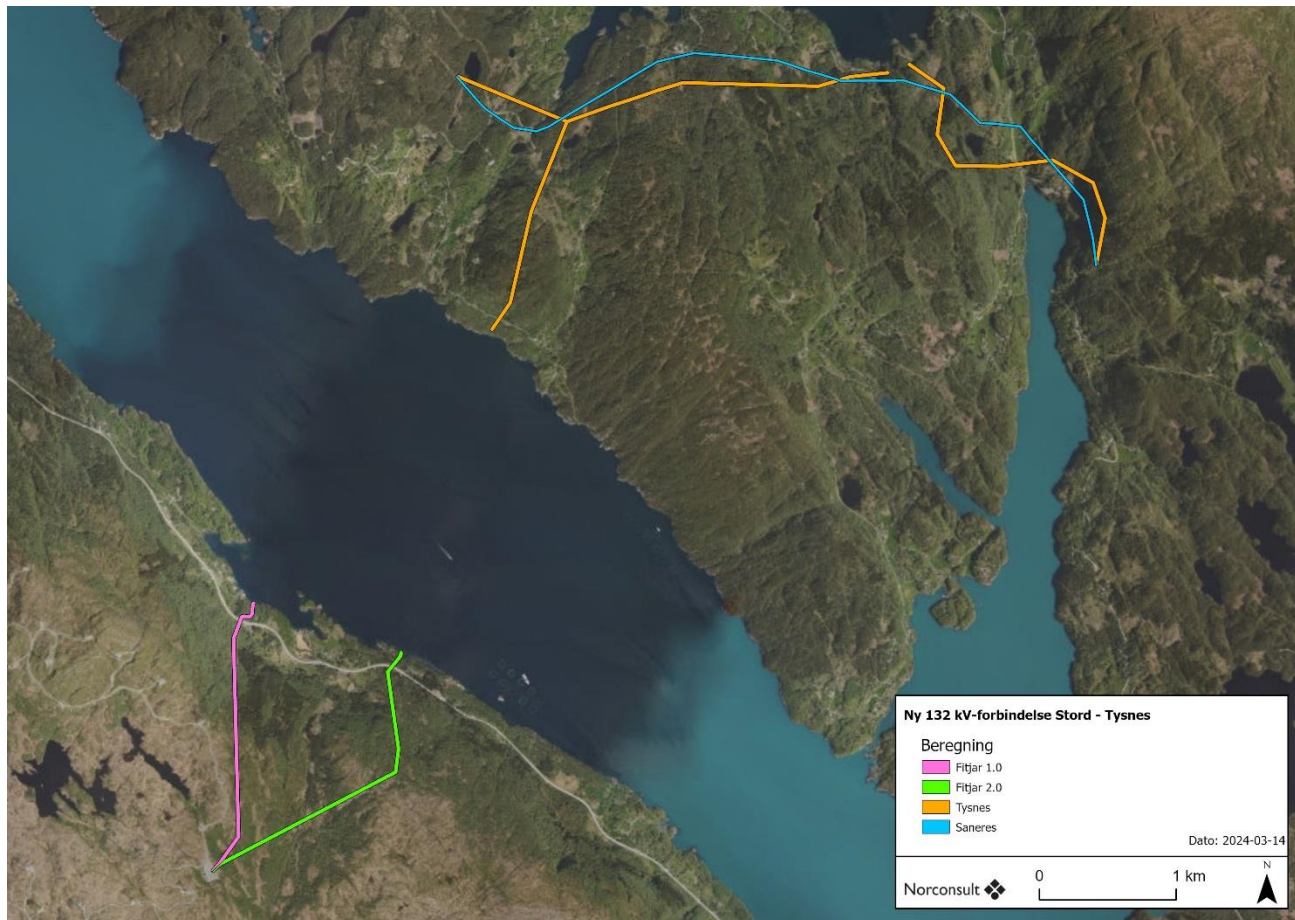 Ny 132 kV-forbindelse Stord - Tysnes
Beregning
Fitjar 1.0
Fitjar 2.0
Tysnes
Saneres
Dato: 2024-03-14
Norconsult
0 1 km
N